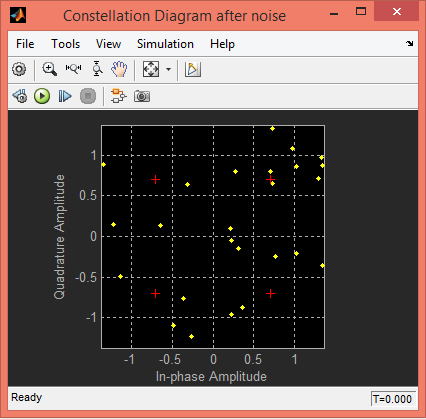 Constellation Diagram after noise
File Tools View Simulation Help
1
0.5
0
-0.5
-1
Quadrature Amplitude
-1 -0.5 0 0.5 1
In-phase Amplitude
Ready T=0.000